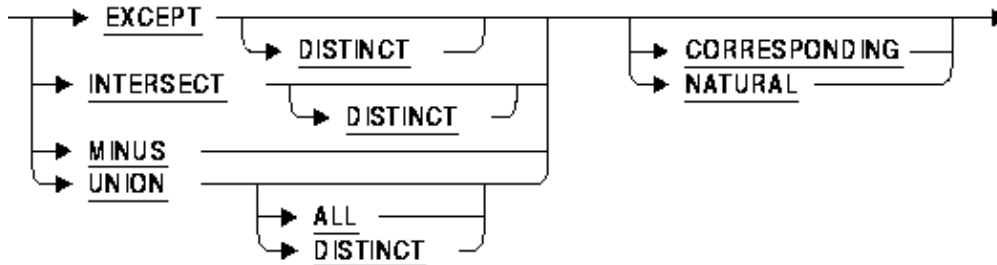 EXCEPT
DISTINCT
CORRESPONDING
INTERSECT
NATURAL
DISTINCT
MINUS
UNION
ALL
DISTINCT